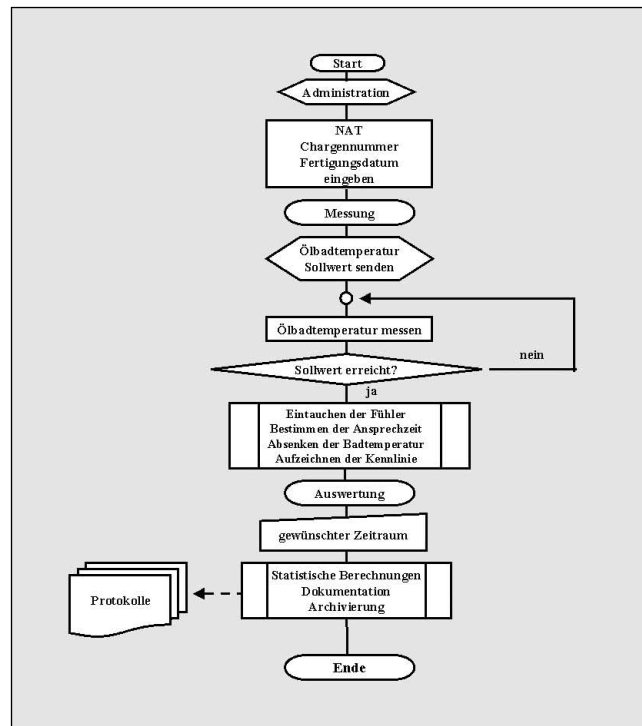 Start
Administration
NAT
Chargennummer
Fertigungsdatum
eingeben
Messung
Ölbadtemperatur
Sollwert senden
Ölbadtemperatur messen
nein
Sollwert erreicht?
ja
Eintauchen der Fühler
Bestimmen der Ansprechzeit
Absenken der Badtemperatur
Aufzeichnen der Kennlinie
Auswertung
gewünschter Zeitraum
Statistische Berechnungen
Dokumentation
Archivierung
Protokolle
Ende